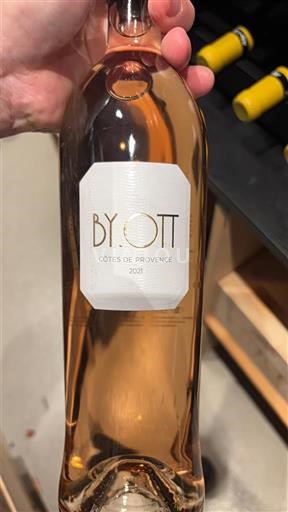 BY.OTT
CÔTES DE PROVENCE
2021